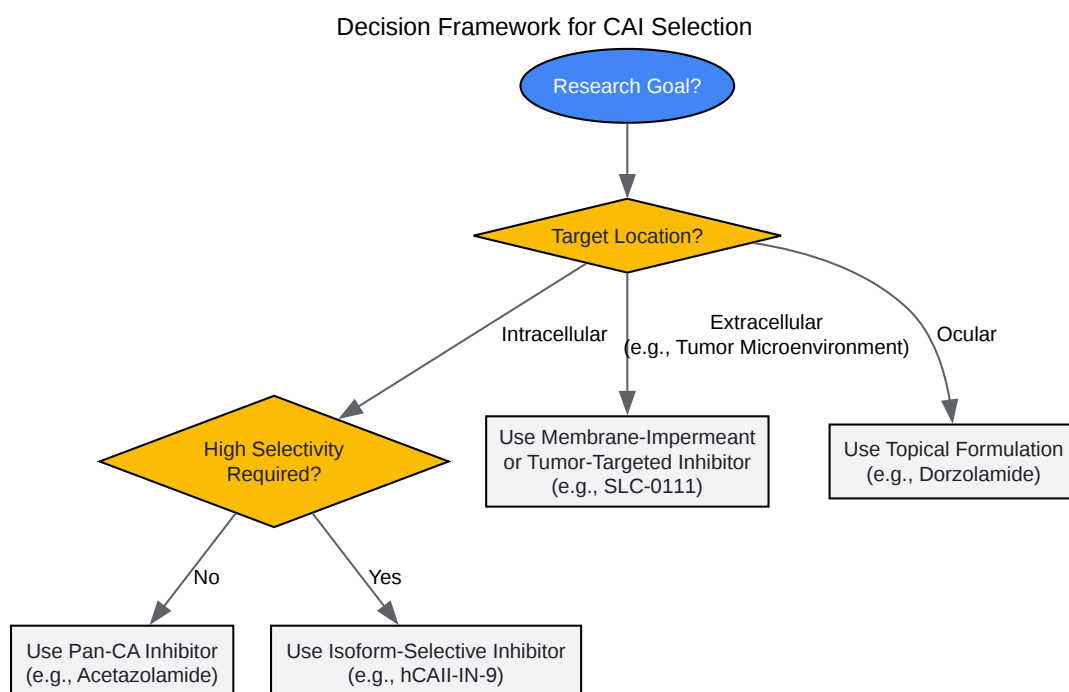 Decision Framework for CAI Selection
Research Goal?
Target Location?
Intracellular
Extracellular
(e.g., Tumor Microenvironment)
Ocular
High Selectivity
Required?
Use Membrane-Impermeant
or Tumor-Targeted Inhibitor
(e.g., SLC-0111)
Use Topical Formulation
(e.g., Dorzolamide)
No
Yes
Use Pan-CA Inhibitor
(e.g., Acetazolamide)
Use Isoform-Selective Inhibitor
(e.g., hCAII-IN-9)